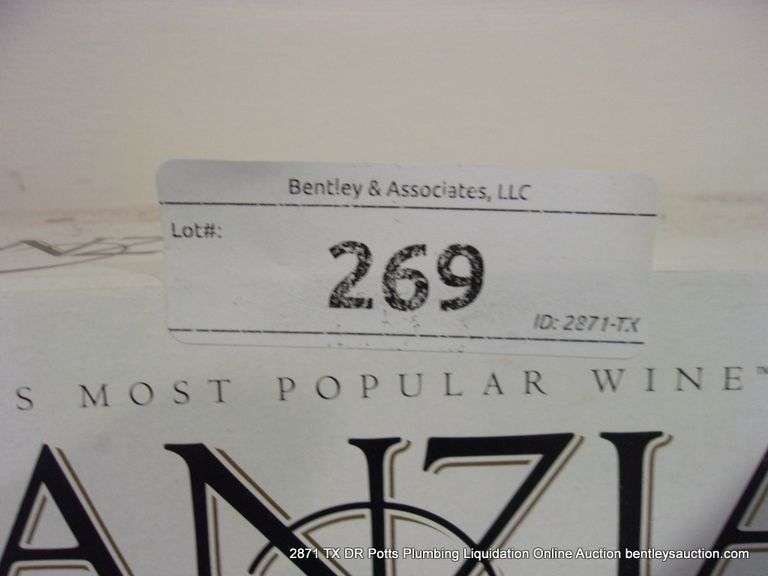 Bentley & Associates, LLC
Lot#:
269
ID: 2871-TX
S MOST POPULAR WINE™
ANZIA
2871 TX DR Potts Plumbing Liquidation Online Auction bentleysauction.com